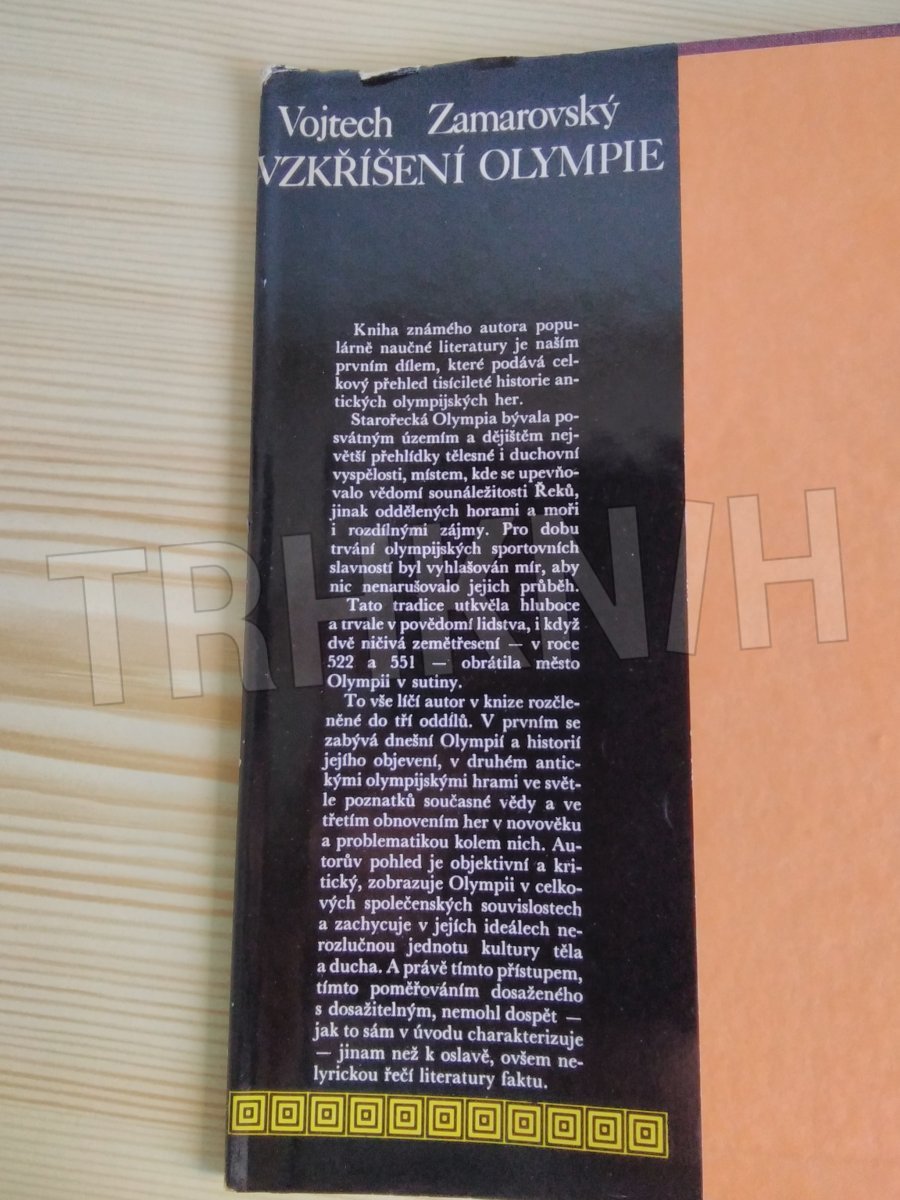 Vojtech Zamarovský
VZKŘÍŠENÍ OLYMPIE
Kniha známého autora popu-
lárně naučné literatury je naším
prvním dílem, které podává cel-
kový přehled tisícileté historie an-
tických olympijských her.
Starořecká Olympia bývala po-
svátným územím a dějištěm nej-
větší přehlídky tělesné i duchovní
vyspělosti, místem, kde se upevňo-
valo vědomí sounáležitosti Řeků,
jinak oddělených horami a moři
i rozdílnými zájmy. Pro dobu
trvání olympijských sportovních
slavností byl vyhlašován mír, aby
nic nenarušovalo jejich průběh.
Tato tradice utkvěla hluboce
a trvale v povědomí lidstva, i když
dvě ničivá zemětřesení — v roce
522 a 551 — obrátila město
Olympii v sutiny.
To vše líčí autor v knize rozčle-
něné do tří oddílů. V prvním se
zabývá dnešní Olympií a historií
jejího objevení, v druhém antic-
kými olympijskými hrami ve svět-
le poznatků současné vědy a ve
třetím obnovením her v novověku
a problematikou kolem nich. Au-
torův pohled je objektivní a kri-
tický, zobrazuje Olympii v celko-
vých společenských souvislostech
a zachycuje v jejích ideálech ne-
rozlučnou jednotu kultury těla
a ducha. A právě tímto přístupem,
tímto poměřováním dosaženého
s dosažitelným, nemohl dospět —
jak to sám v úvodu charakterizuje
— jinam než k oslavě, ovšem ne-
lyrickou řečí literatury faktu.
TRHKNIH